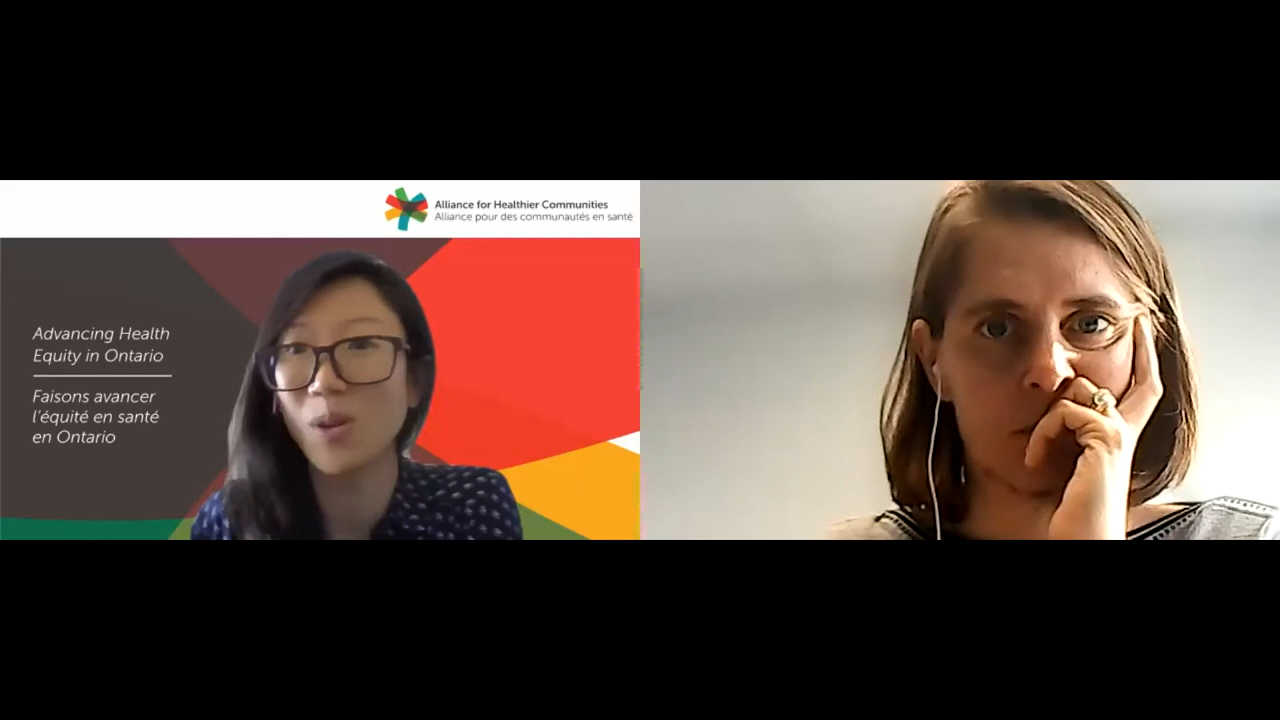 Alliance for Healthier Communities
Alliance pour des communautés en santé
Advancing Health
Equity in Ontario
Faisons avancer
l'équité en santé
en Ontario